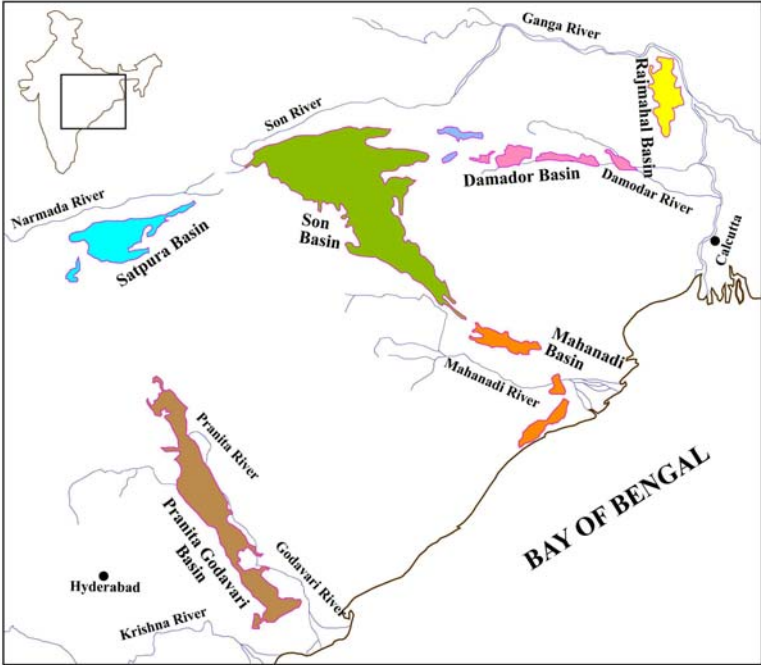 Ganga River
Rajmahal Basin
Son River
Damador Basin
Damodar River
Narmada River
Satpura Basin
Son
Basin
Calcutta
Mahanadi
Basin
Mahanadi River
Pranita River
Pranita Godavari
Basin
BAY OF BENGAL
Godavari River
Hyderabad
Krishna River